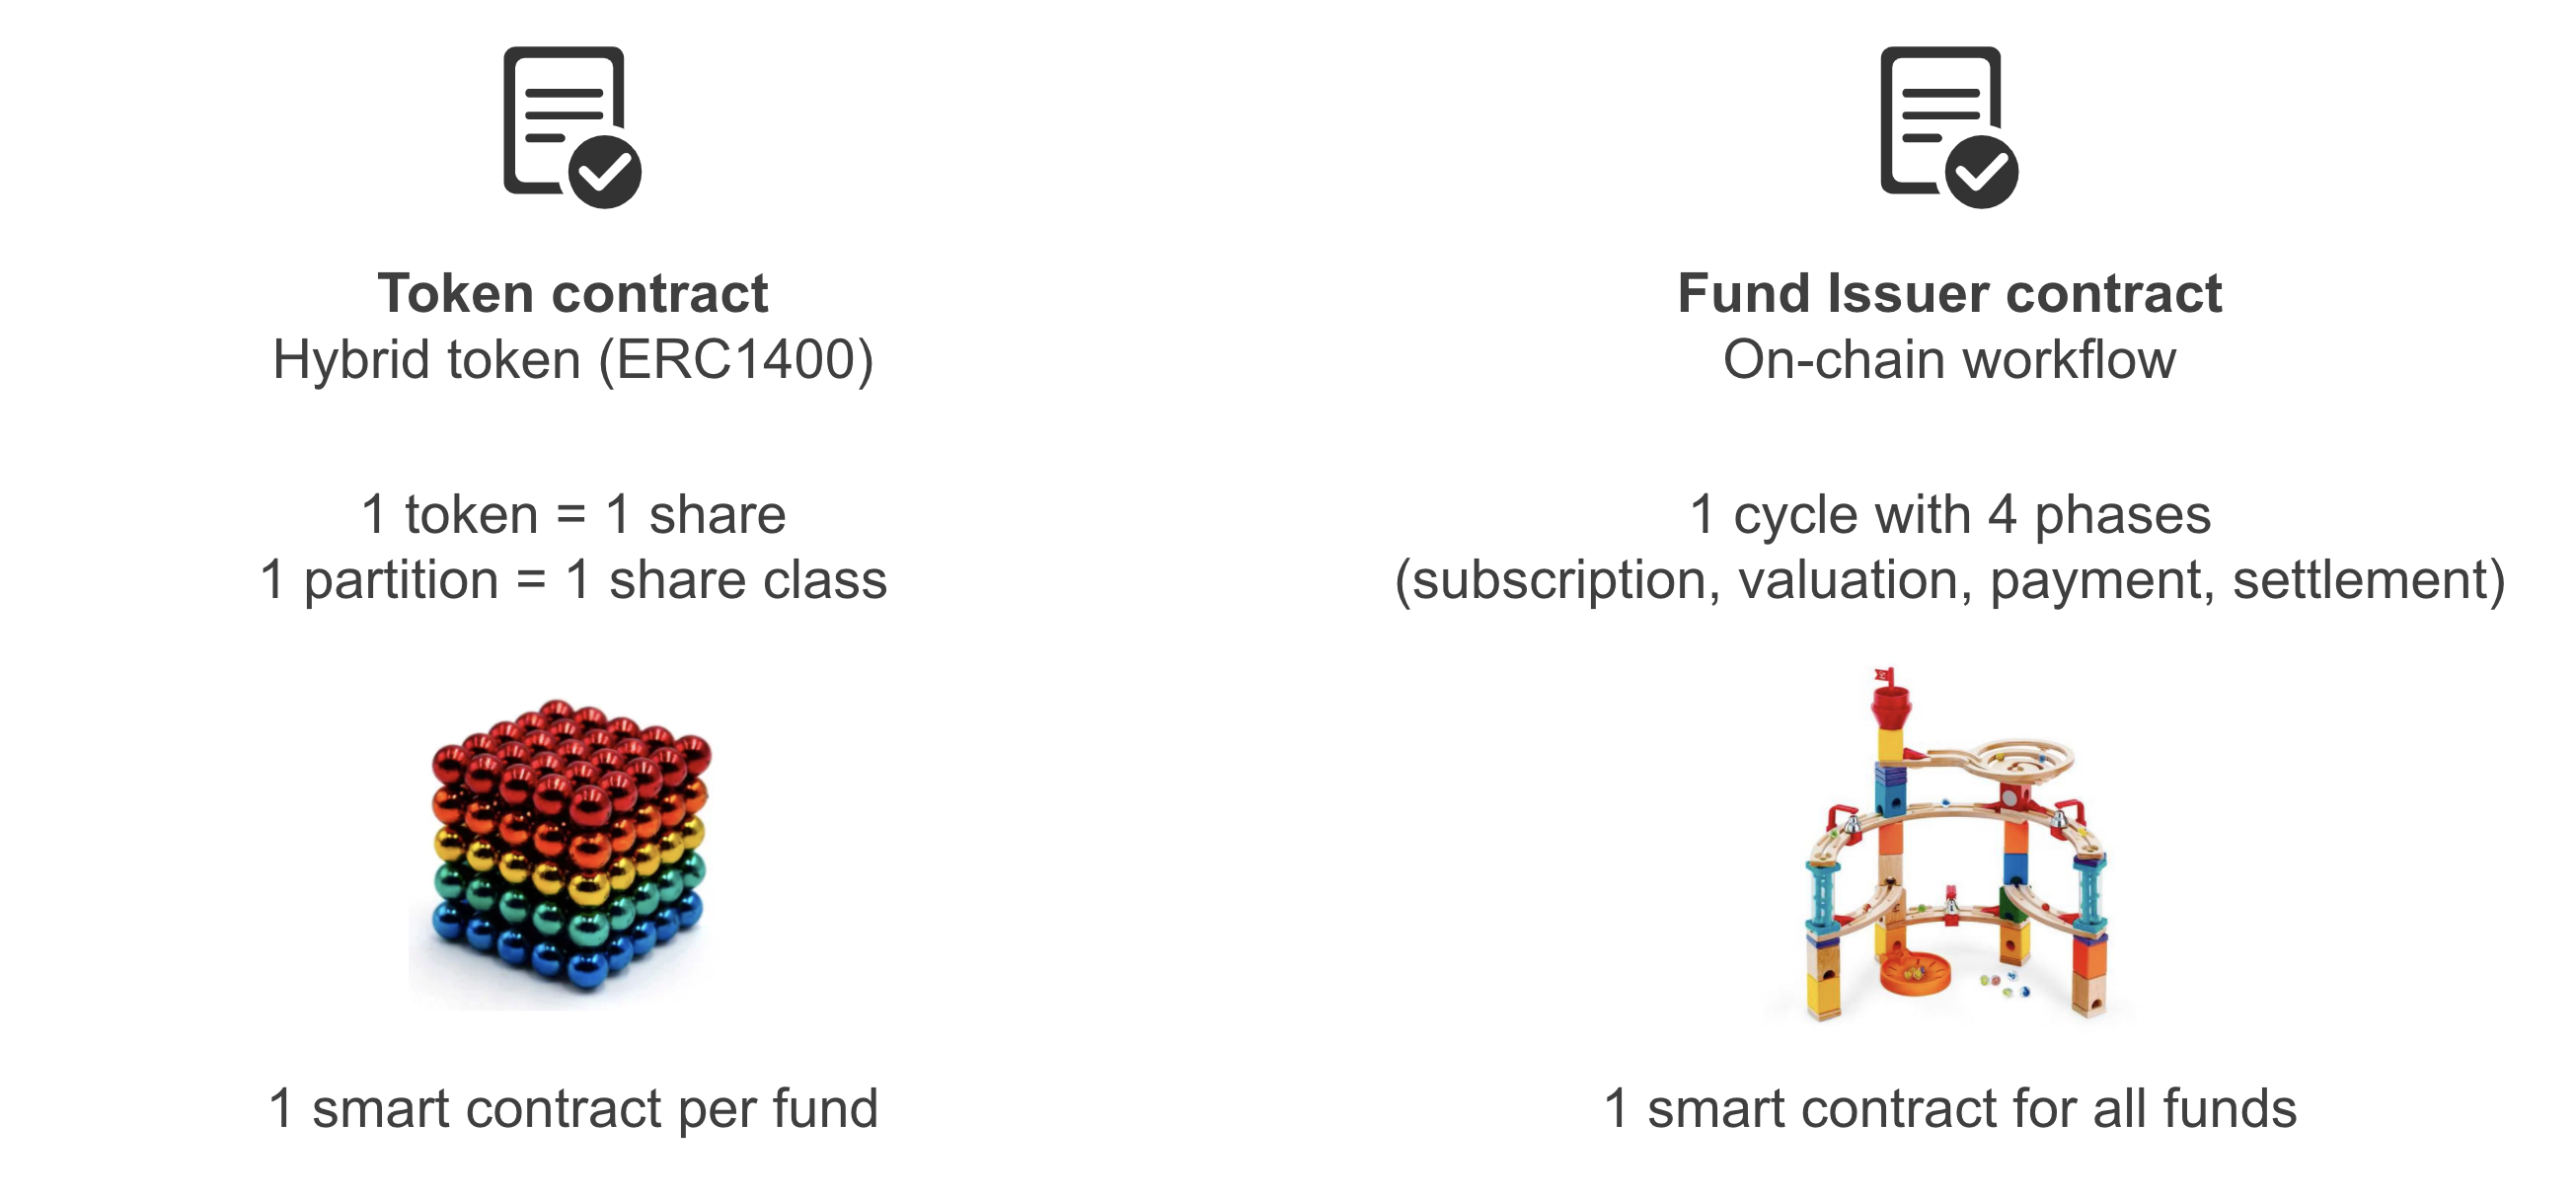 Token contract
Hybrid token (ERC1400)
1 token = 1 share
1 partition = 1 share class
1 smart contract per fund
Fund Issuer contract
On-chain workflow
1 cycle with 4 phases
(subscription, valuation, payment, settlement)
1 smart contract for all funds